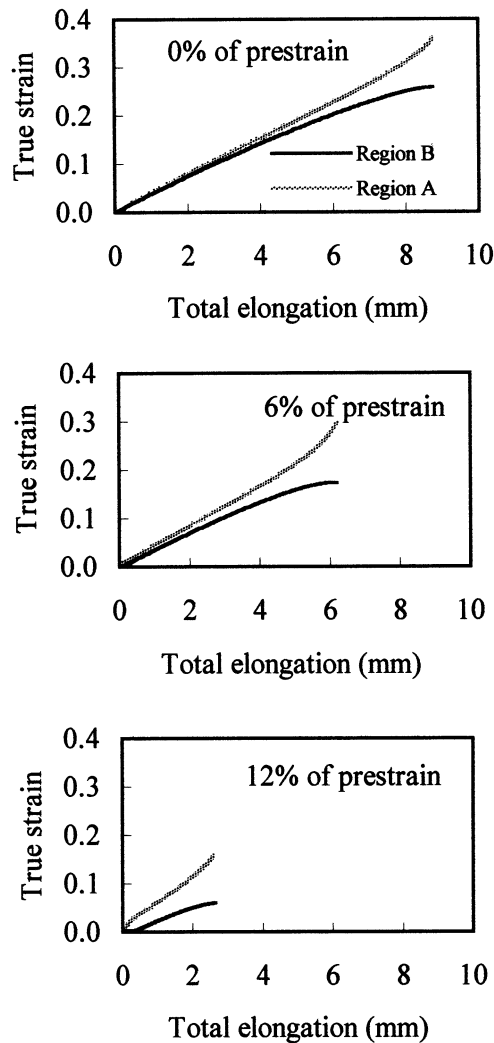 0.4
0% of prestrain
0.3
True strain
0.2
0.1
Region B
Region A
0.0
0 2 4 6 8 10
Total elongation (mm)
0.4
6% of prestrain
0.3
True strain
0.2
0.1
0.0
0 2 4 6 8 10
Total elongation (mm)
0.4
12% of prestrain
0.3
True strain
0.2
0.1
0.0
0 2 4 6 8 10
Total elongation (mm)